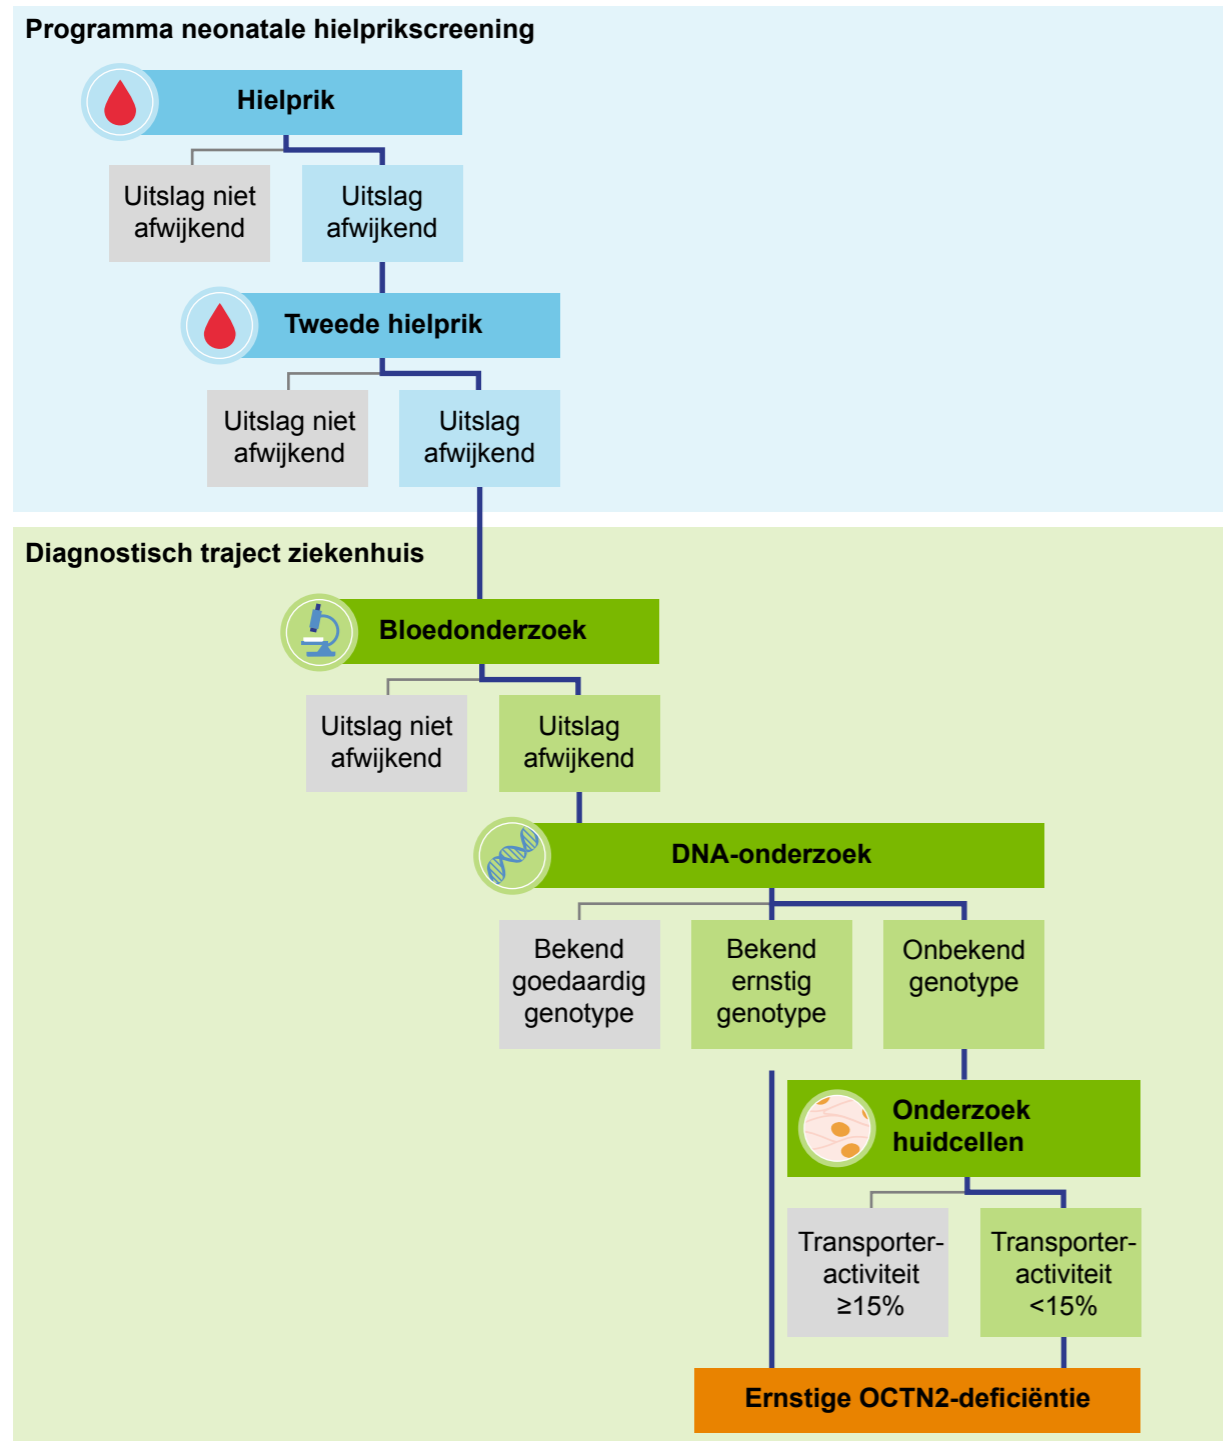 Programma neonatale hielprikscreening
Hielprik
Uitslag niet
afwijkend
Uitslag
afwijkend
Tweede hielprik
Uitslag niet
afwijkend
Uitslag
afwijkend
Diagnostisch traject ziekenhuis
Bloedonderzoek
Uitslag niet
afwijkend
Uitslag
afwijkend
DNA-onderzoek
Bekend
goedaardig
genotype
Bekend
ernstig
genotype
Onbekend
genotype
Onderzoek
huidcellen
Transporter-
activiteit
≥15%
Transporter-
activiteit
<15%
Ernstige OCTN2-deficiëntie